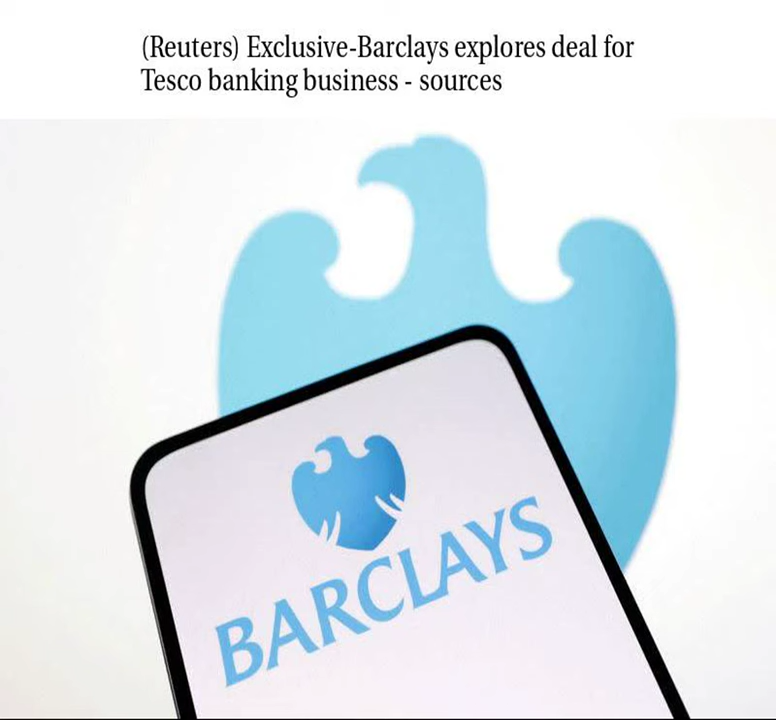 (Reuters) Exclusive-Barclays explores deal for
Tesco banking business - sources
BARCLAYS